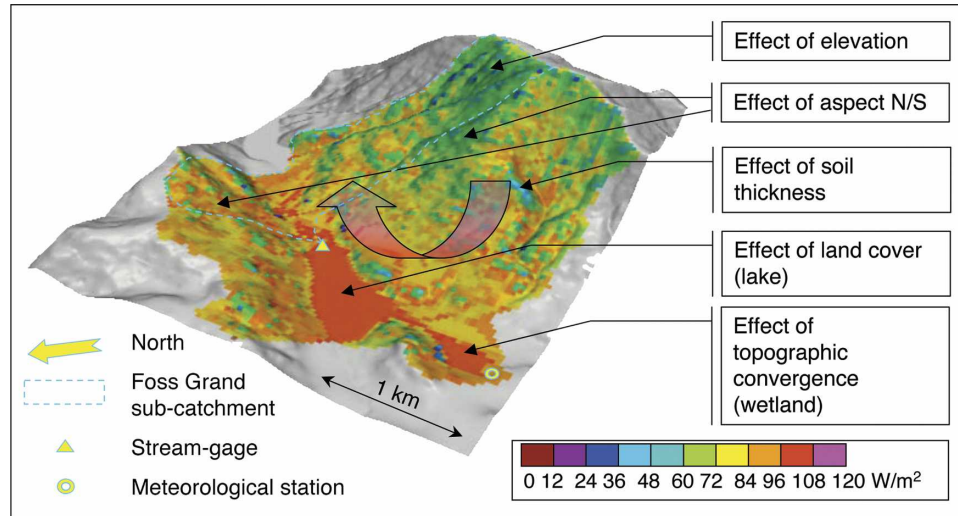 Effect of elevation
Effect of aspect N/S
Effect of soil
thickness
Effect of land cover
(lake)
Effect of
topographic
convergence
(wetland)
1 km
North
Foss Grand
sub-catchment
Stream-gage
Meteorological station
0 12 24 36 48 60 72 84 96 108 120 W/m²